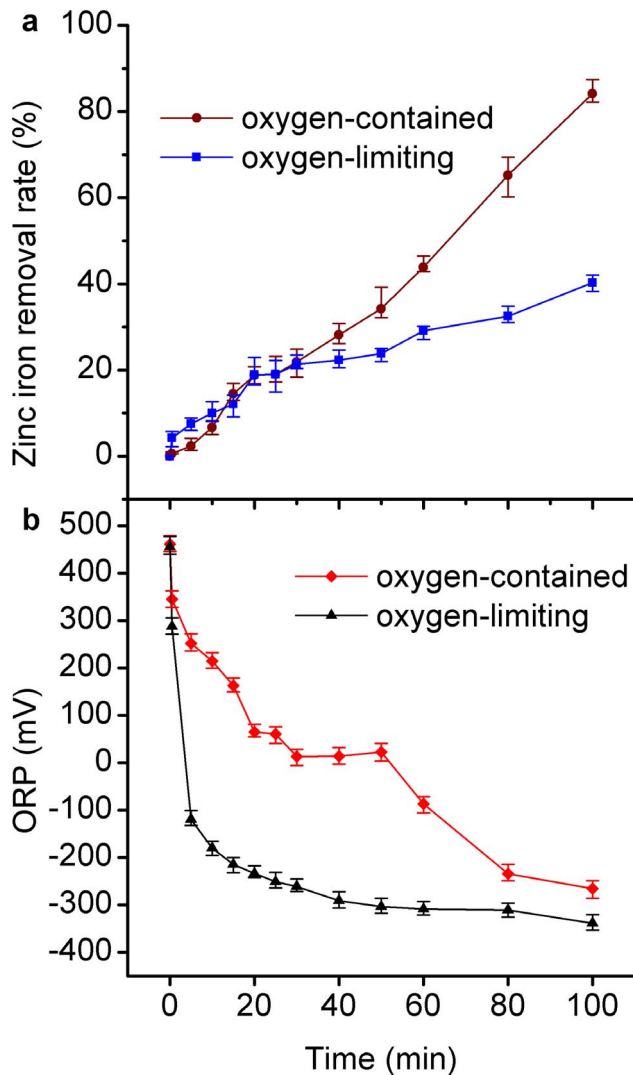 a
100
80
60
40
20
0
Zinc iron removal rate (%)
oxygen-contained
oxygen-limiting
b
500
400
300
200
100
0
-100
-200
-300
-400
ORP (mV)
oxygen-contained
oxygen-limiting
0 20 40 60 80 100
Time (min)